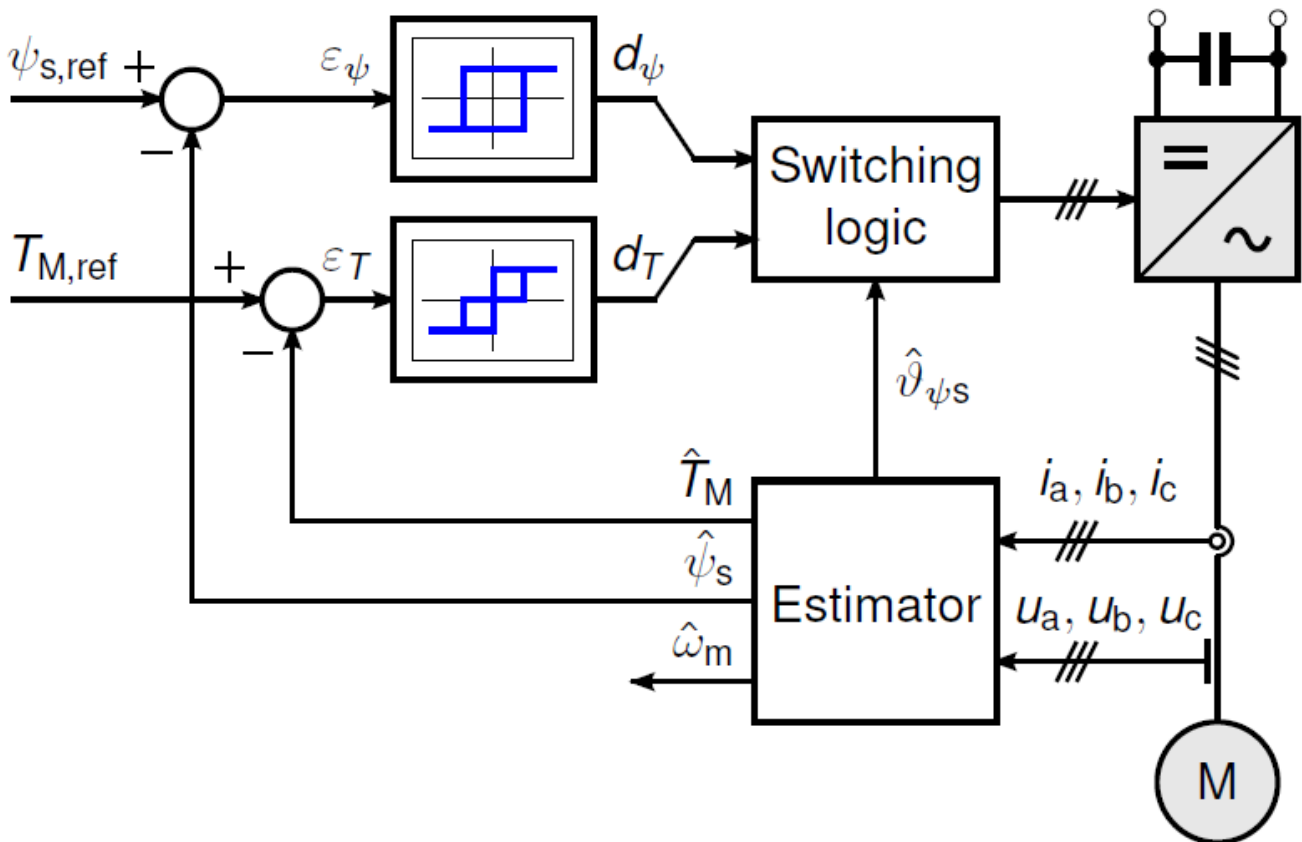 ψs,ref
+
−
εψ
dψ
TM,ref
+
−
εT
dT
Switching
logic
=
~
ϑ̂ψs
T̂M
ψ̂s
ω̂m
Estimator
ia, ib, ic
ua, ub, uc
M